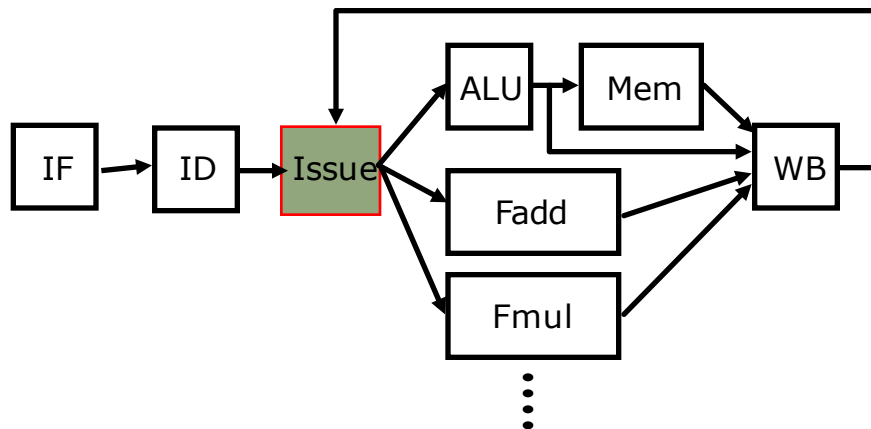 IF
ID
Issue
ALU
Mem
Fadd
Fmul
WB